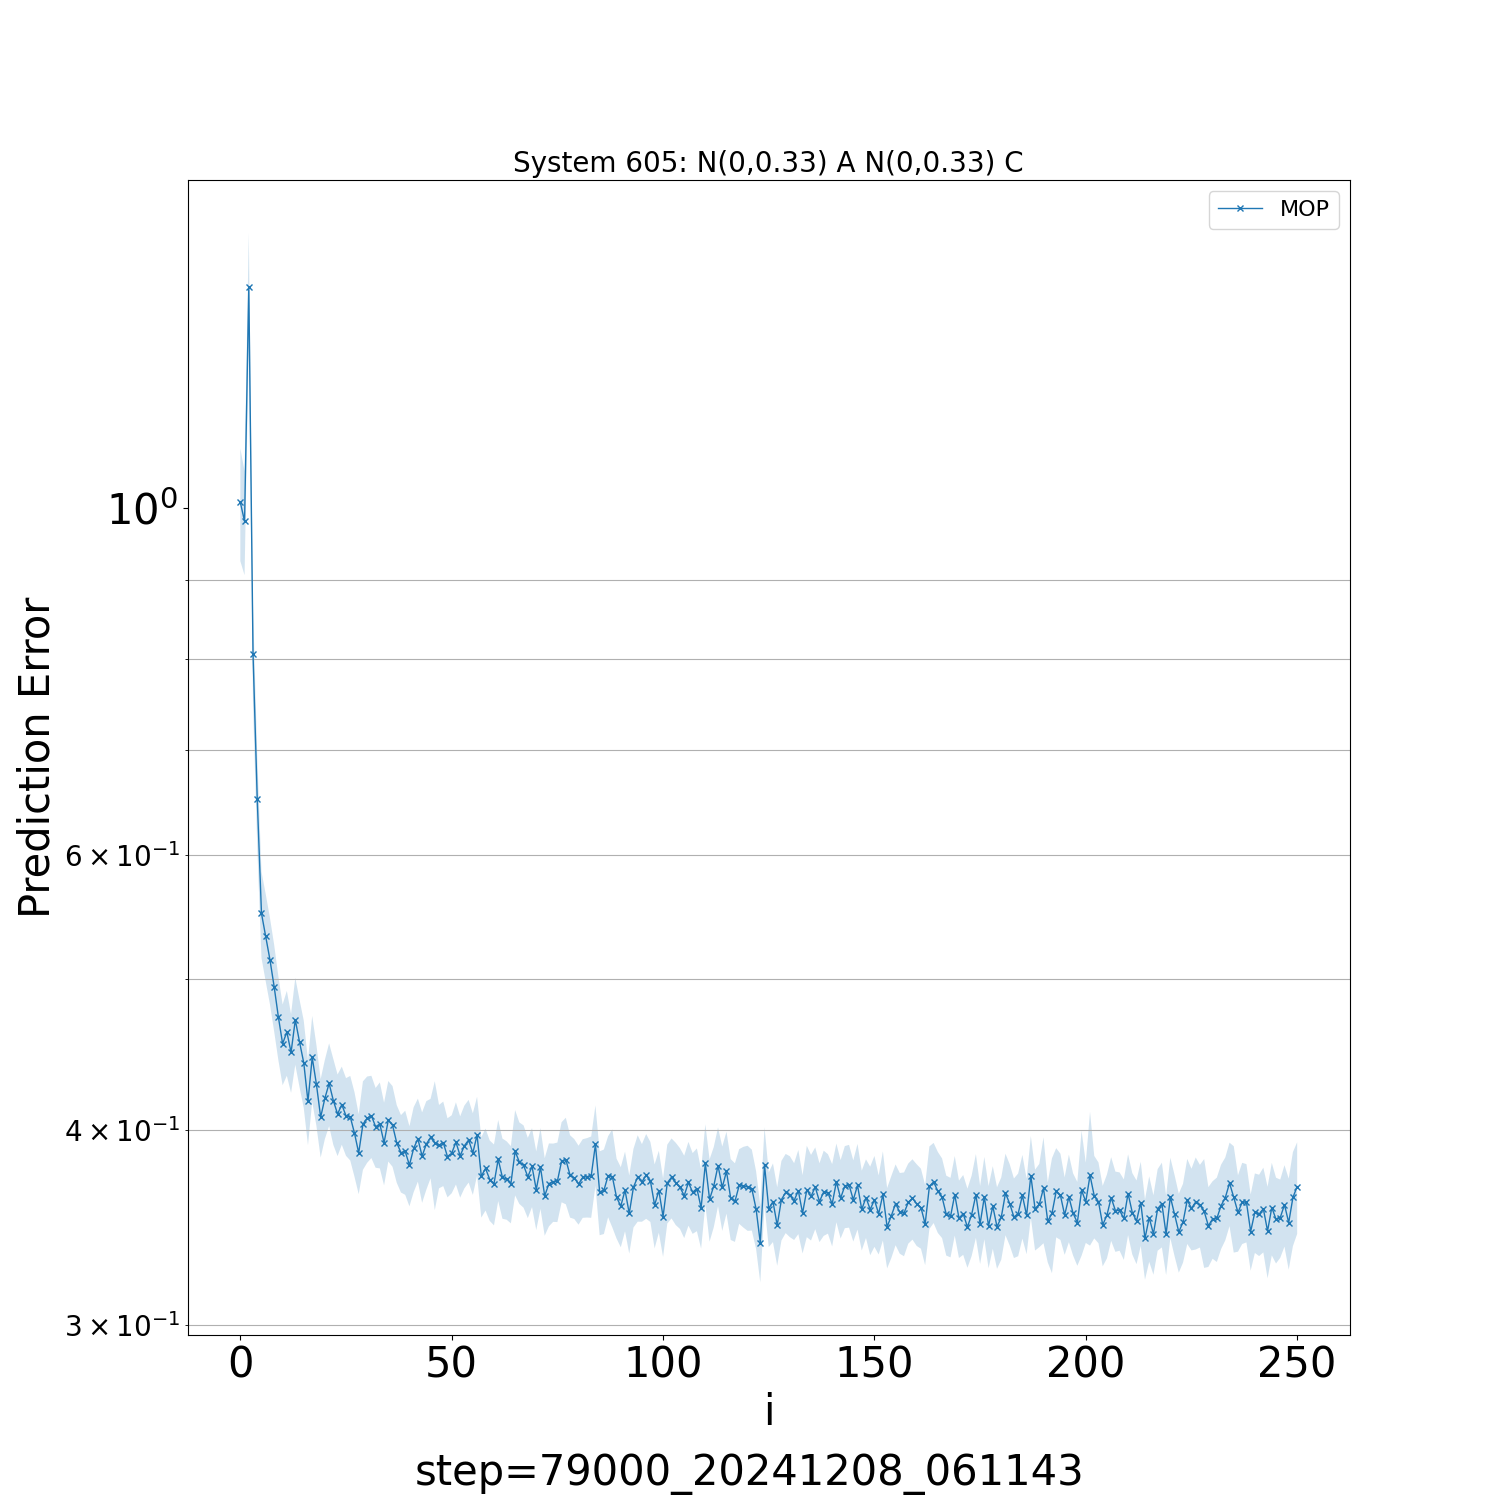 System 605: N(0,0.33) A N(0,0.33) C
MOP
10⁰
6 × 10⁻¹
4 × 10⁻¹
3 × 10⁻¹
Prediction Error
0 50 100 150 200 250
i
step=79000_20241208_061143